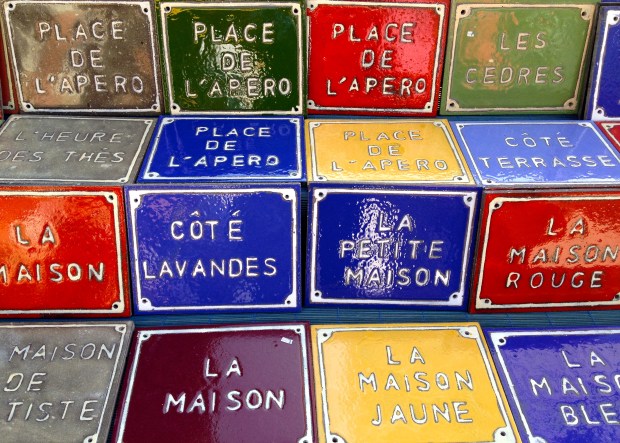 PLACE
DE
L'APERO
PLACE
DE
L'APERO
PLACE
DE
L'APERO
LES
CEDRES
L'HEURE
DES THÉS
PLACE
DE
L'APERO
PLACE
DE
L'APERO
CÔTÉ
TERRASSE
LA
MAISON
CÔTÉ
LAVANDES
LA
PETITE
MAISON
LA
MAISON
ROUGE
MAISON
DE
TISTE
LA
MAISON
LA
MAISON
JAUNE
LA
MAISON
BLE